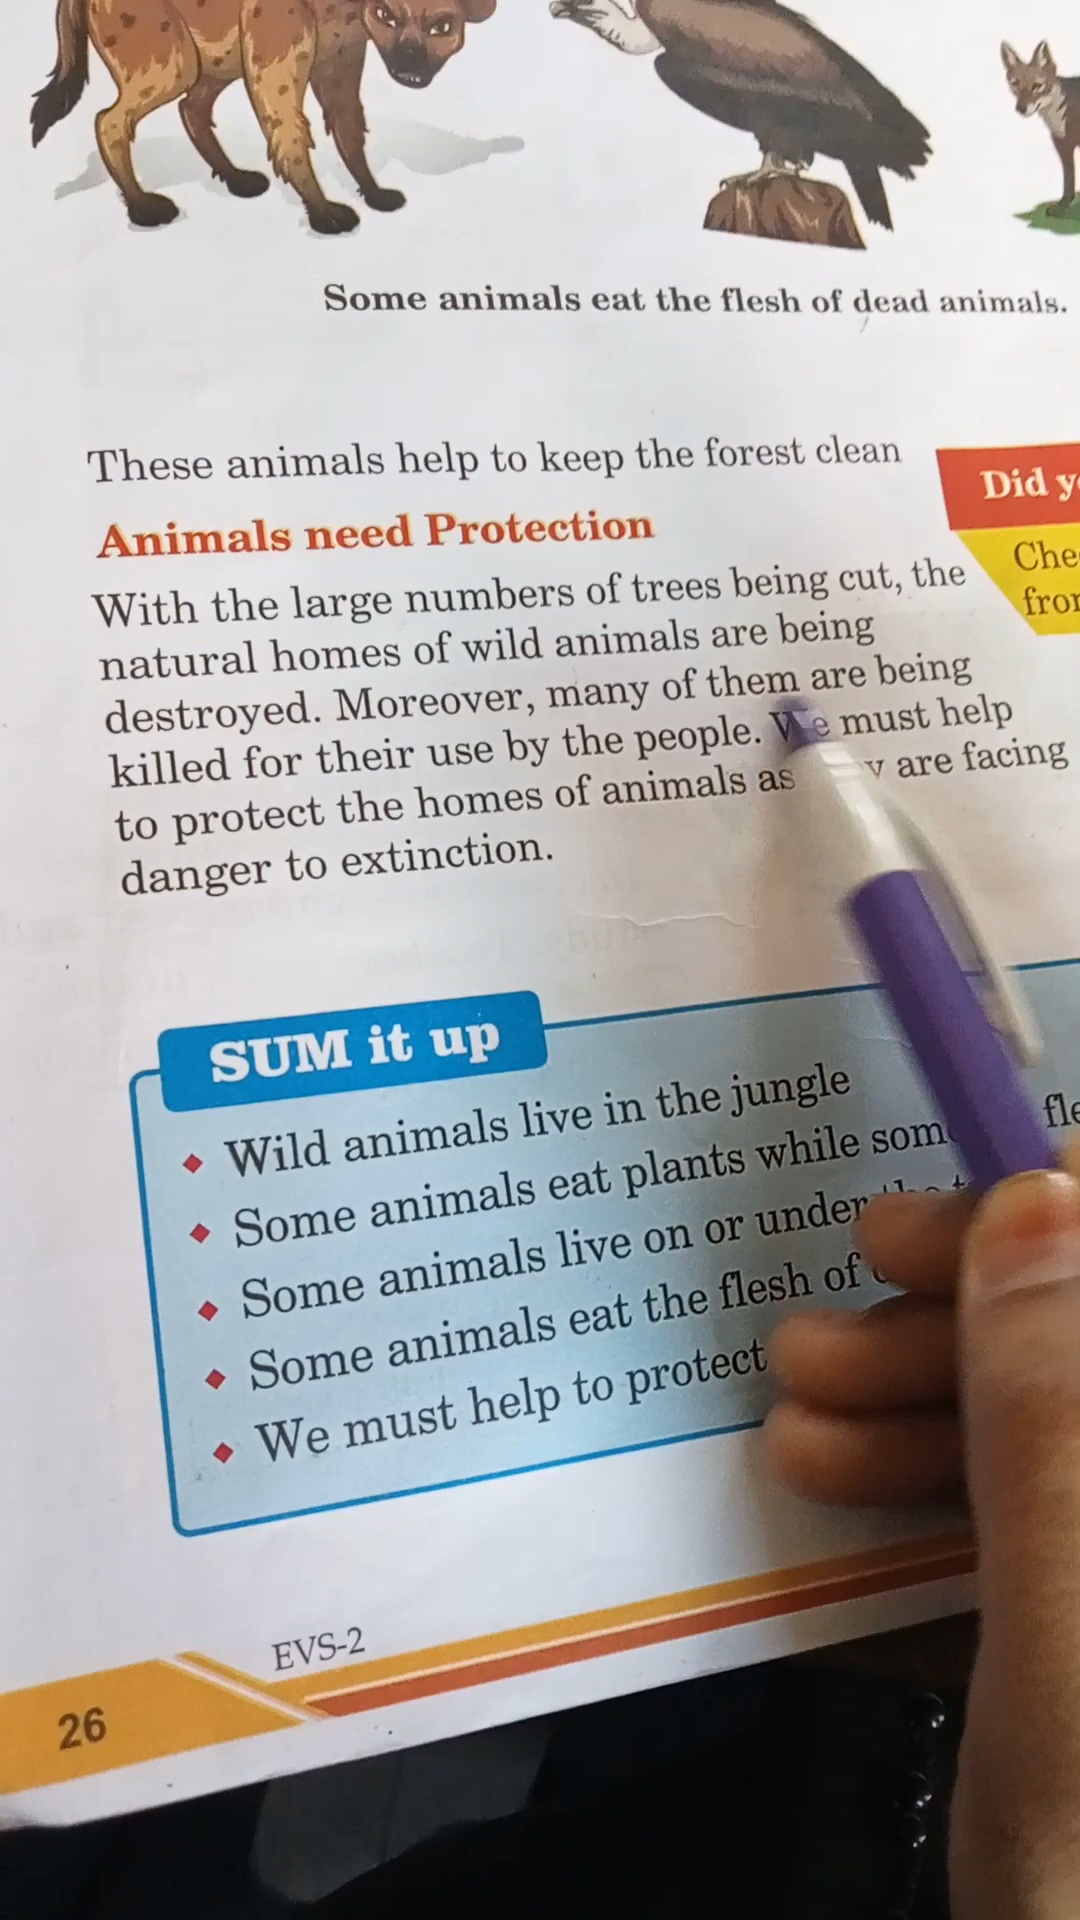 Some animals eat the flesh of dead animals.
These animals help to keep the forest clean
Animals need Protection
With the large numbers of trees being cut, the
natural homes of wild animals are being
destroyed. Moreover, many of them are being
killed for their use by the people. We must help
to protect the homes of animals as are facing
danger to extinction.
Did
SUM it up
Wild animals live in the jungle
Some animals eat plants while
Some animals live on or under
Some animals eat the flesh of
We must help to protect
EVS-2
26